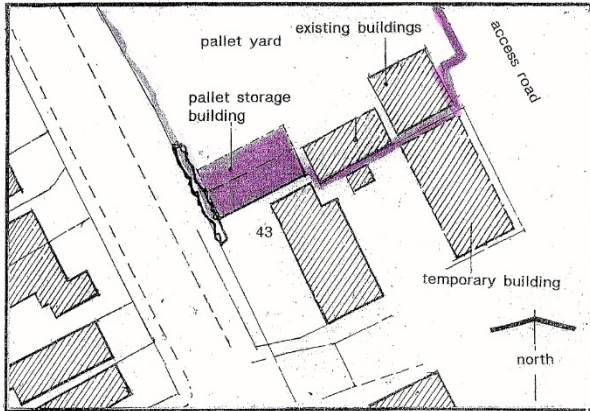 pallet yard
existing buildings
access road
pallet storage
building
43
temporary building
north